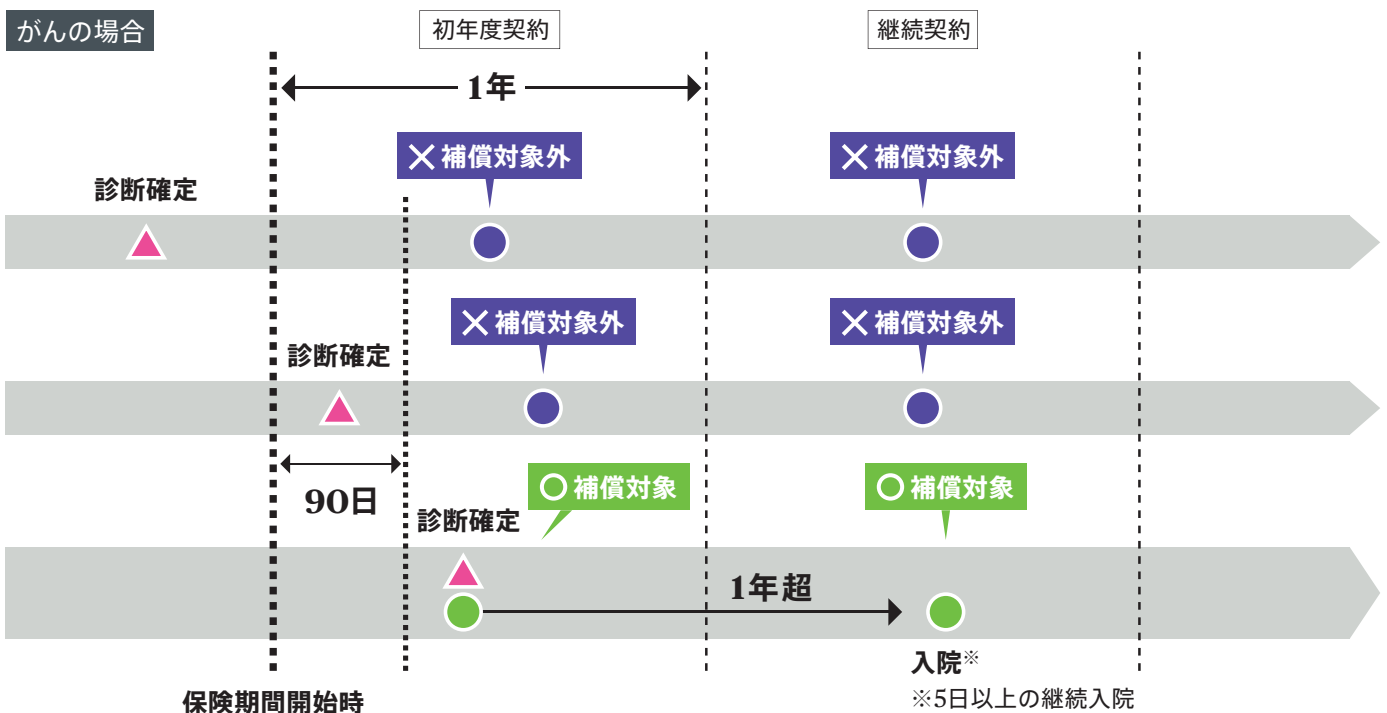 がんの場合
初年度契約
継続契約
1年
× 補償対象外
× 補償対象外
診断確定
× 補償対象外
× 補償対象外
診断確定
90日
○ 補償対象
○ 補償対象
診断確定
1年超
入院※
※5日以上の継続入院
保険期間開始時